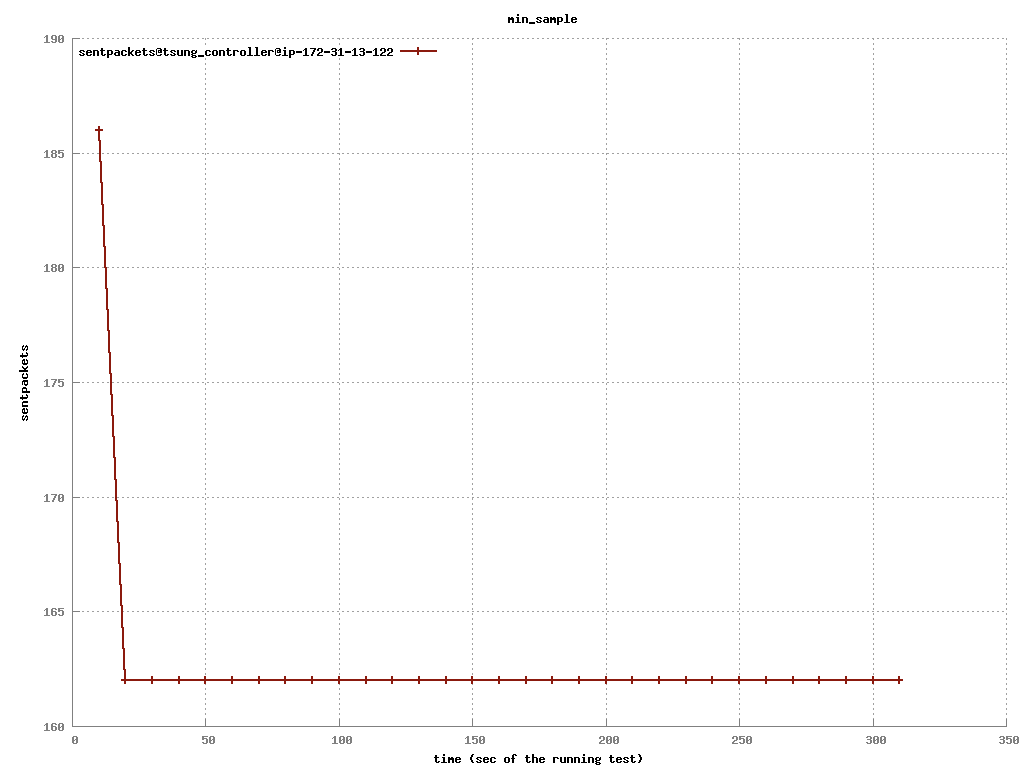 min_sample
sentpackets@tsung_controller@ip-172-31-13-122
190
185
180
175
170
165
160
sentpackets
0 50 100 150 200 250 300 350
time (sec of the running test)